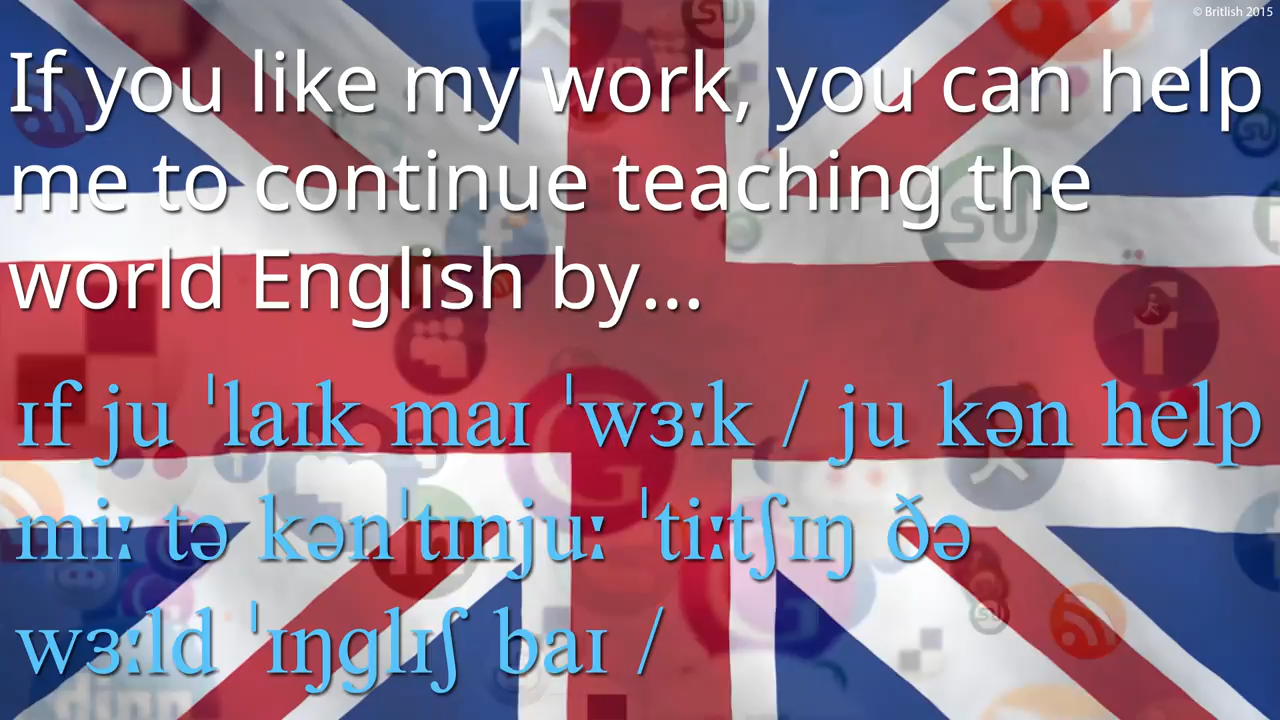 © Britlish 2015
If you like my work, you can help
me to continue teaching the
world English by...
ɪf ju ˈlaɪk maɪ ˈwɜːk / ju kən help
miː tə kənˈtɪnjuː ˈtiːtʃɪŋ ðə
wɜːld ˈɪŋglɪʃ baɪ /